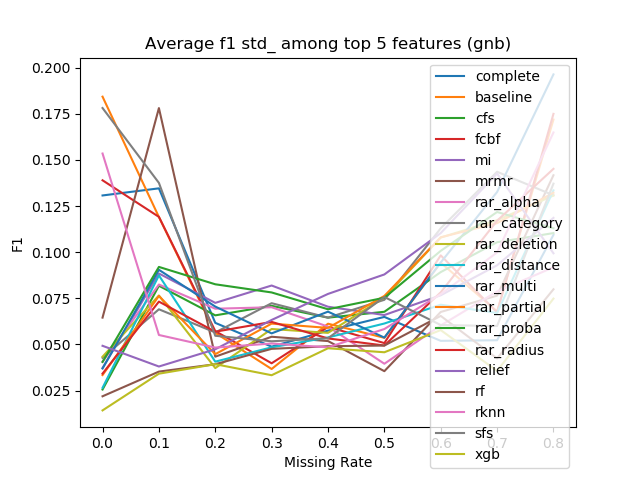 Average f1 std_ among top 5 features (gnb)
F1
0.200
0.175
0.150
0.125
0.100
0.075
0.050
0.025
complete
baseline
cfs
fcbf
mi
mrmr
rar_alpha
rar_category
rar_deletion
rar_distance
rar_multi
rar_partial
rar_proba
rar_radius
relief
rf
rknn
sfs
xgb
0.0 0.1 0.2 0.3 0.4 0.5 0.6 0.7 0.8
Missing Rate